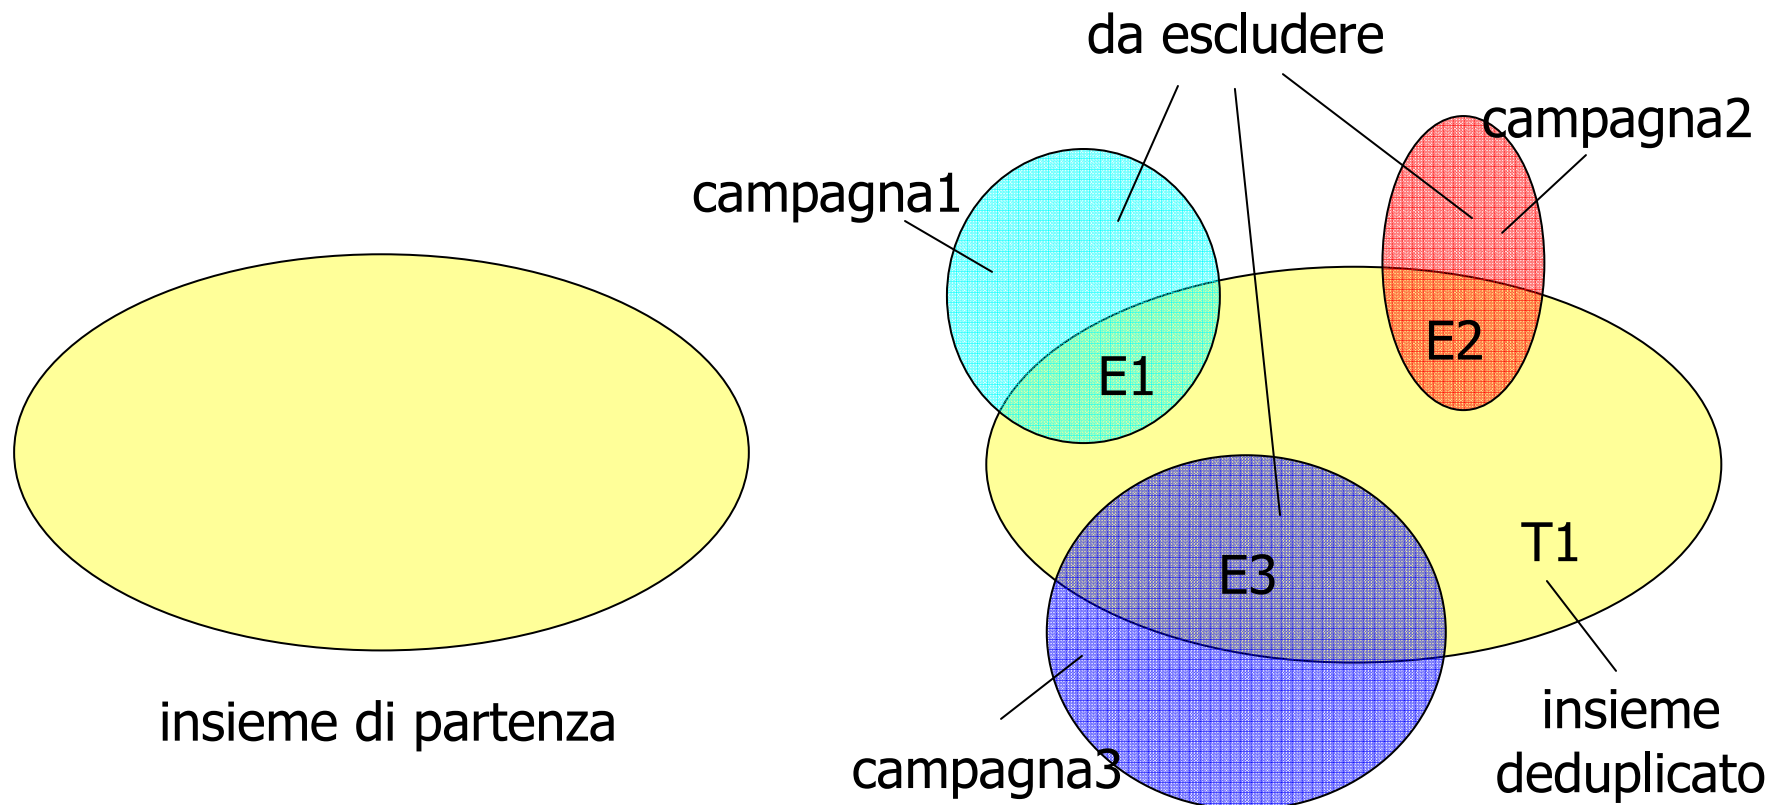 da escludere
campagna2
campagna1
E2
E1
T1
E3
insieme di partenza
insieme
deduplicato
campagna3